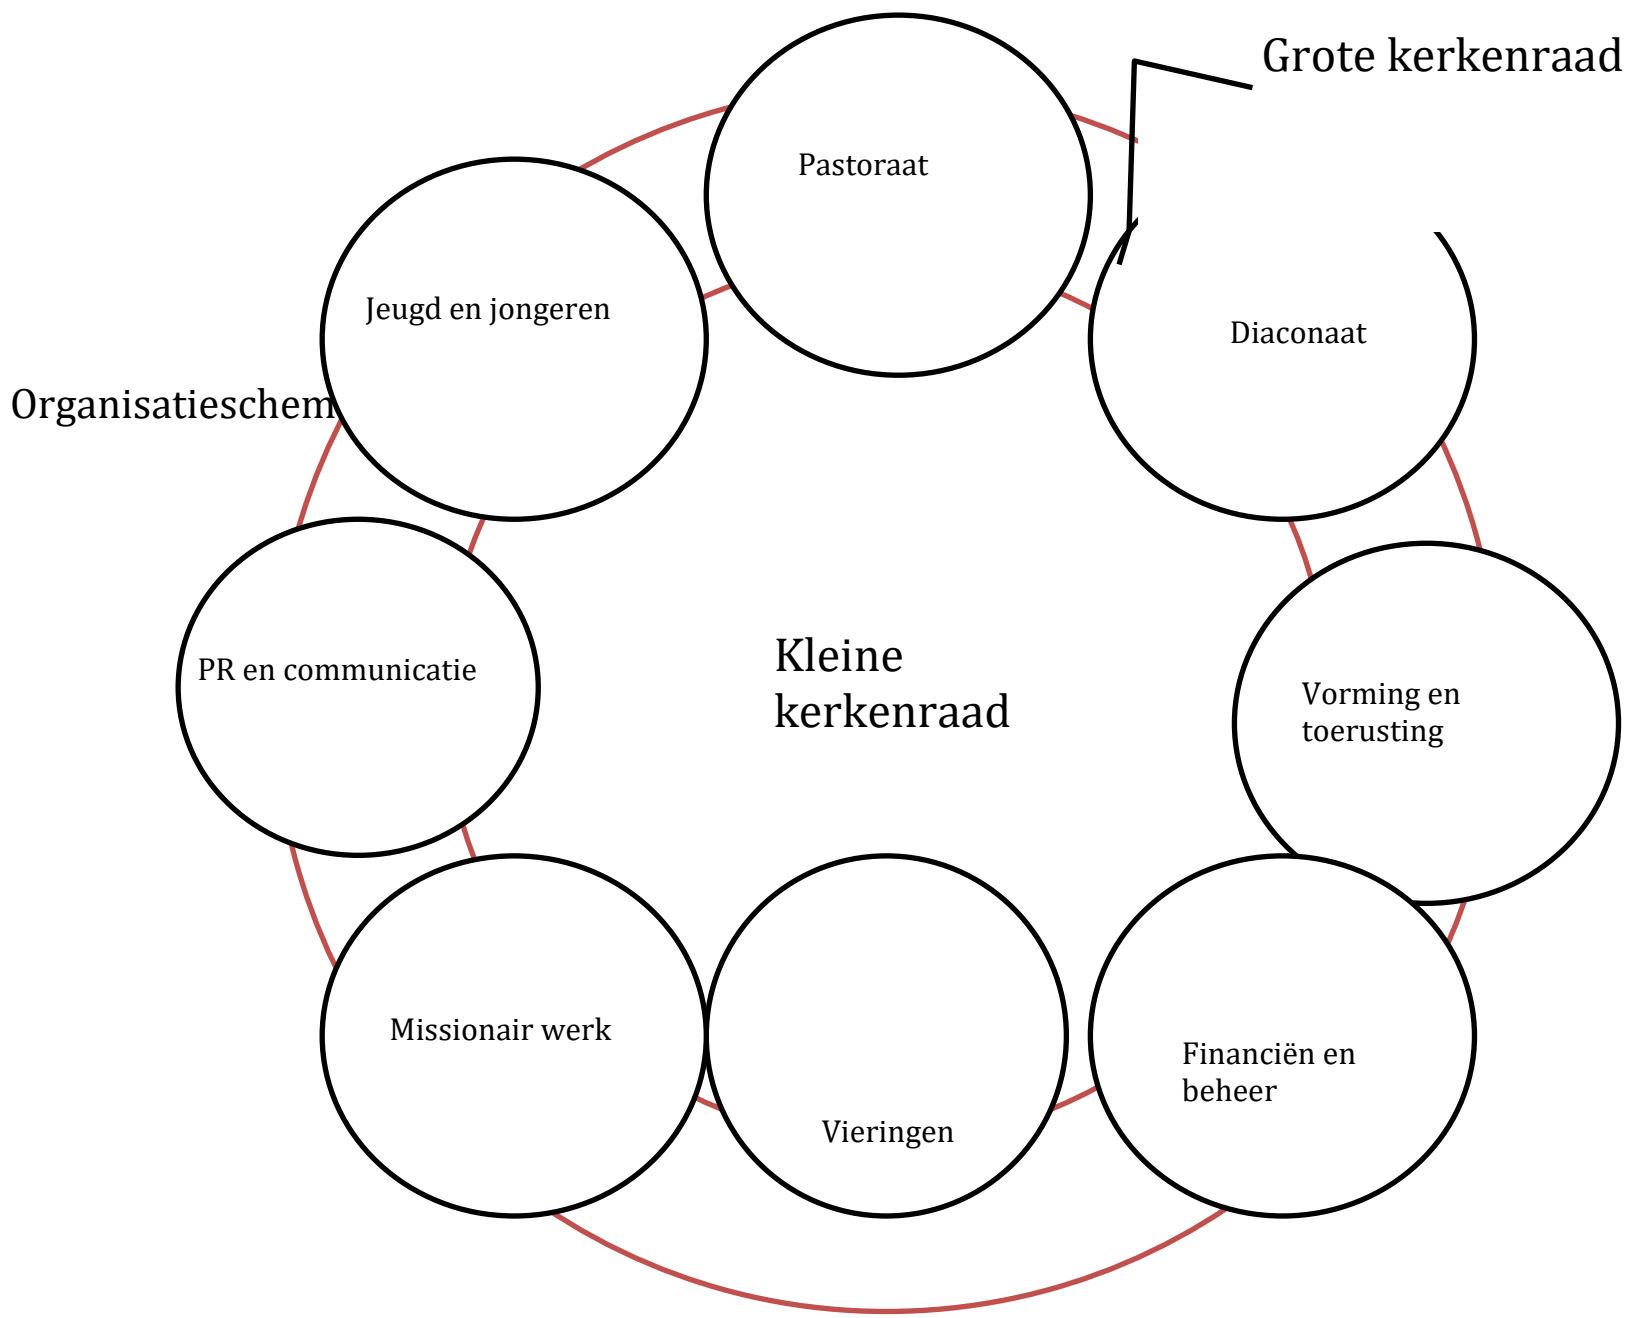 Grote kerkenraad
Pastoraat
Jeugd en jongeren
Diaconaat
Organisatieschem
PR en communicatie
Kleine
kerkenraad
Vorming en
toerusting
Missionair werk
Vieringen
Financiën en
beheer